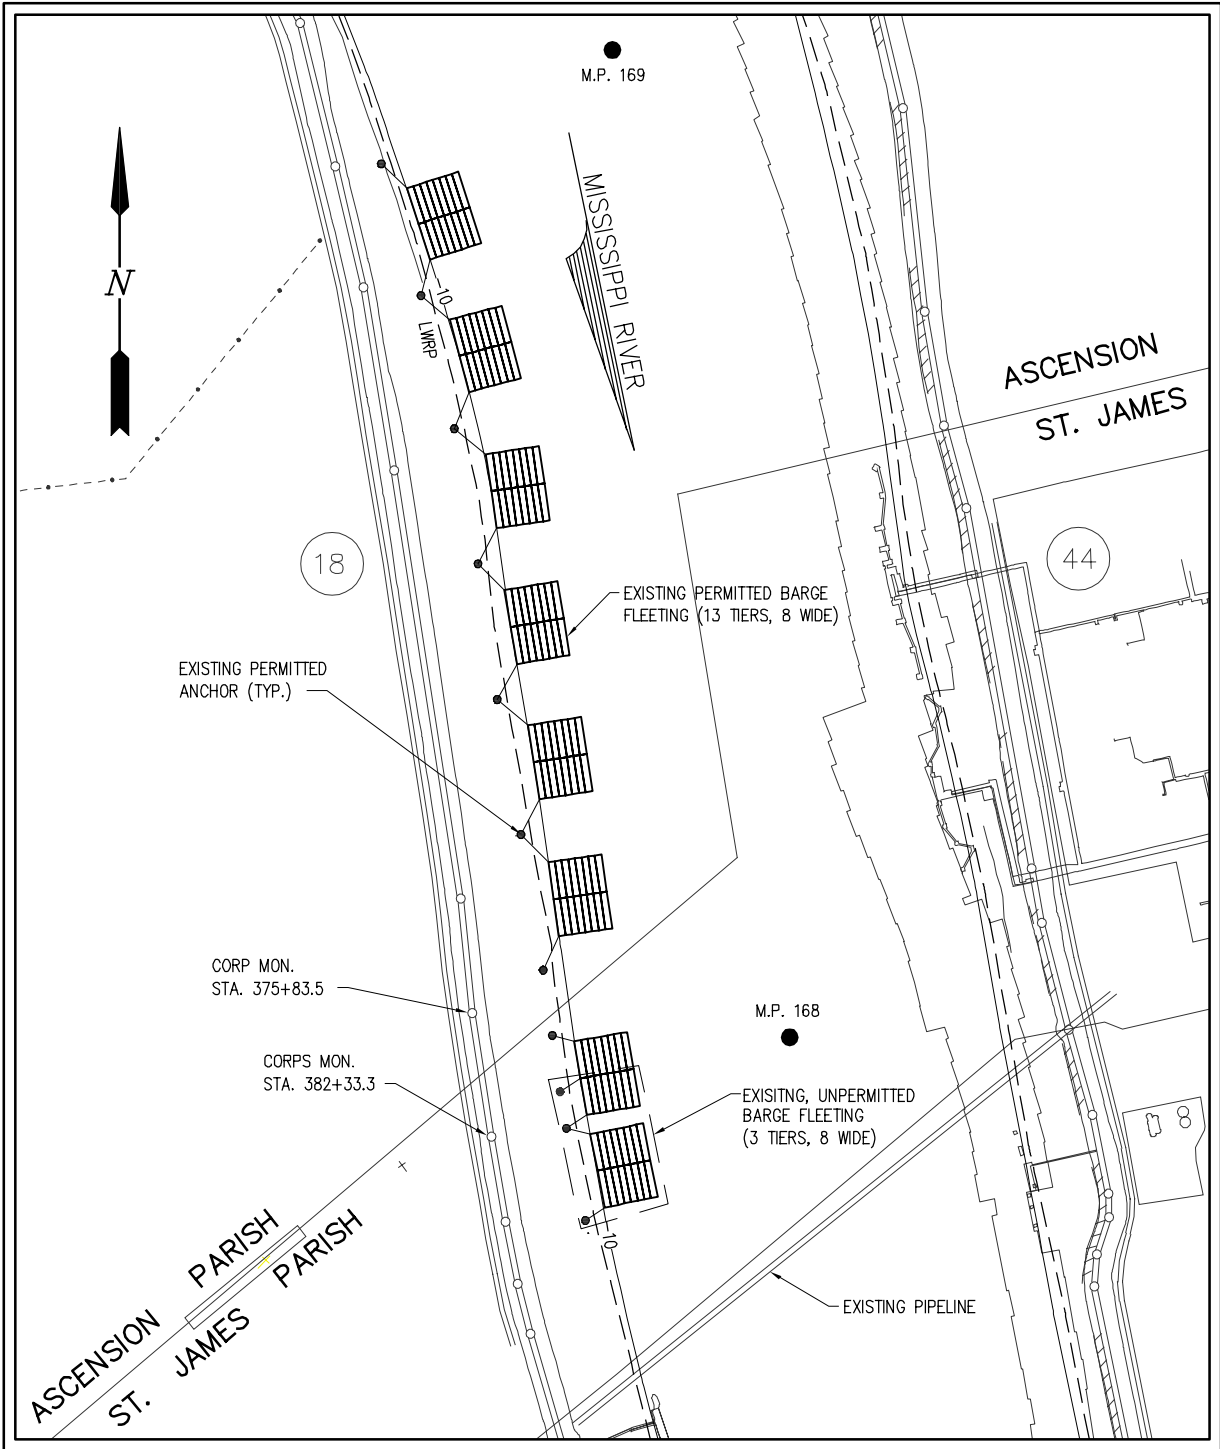 M.P. 169
MISSISSIPPI RIVER
N
10
LWRP
ASCENSION
ST. JAMES
18
44
EXISTING PERMITTED BARGE
FLEETING (13 TIERS, 8 WIDE)
EXISTING PERMITTED
ANCHOR (TYP.)
CORP MON.
STA. 375+83.5
M.P. 168
CORPS MON.
STA. 382+33.3
EXISITNG, UNPERMITTED
BARGE FLEETING
(3 TIERS, 8 WIDE)
10
EXISTING PIPELINE
ASCENSION PARISH
ST. JAMES PARISH